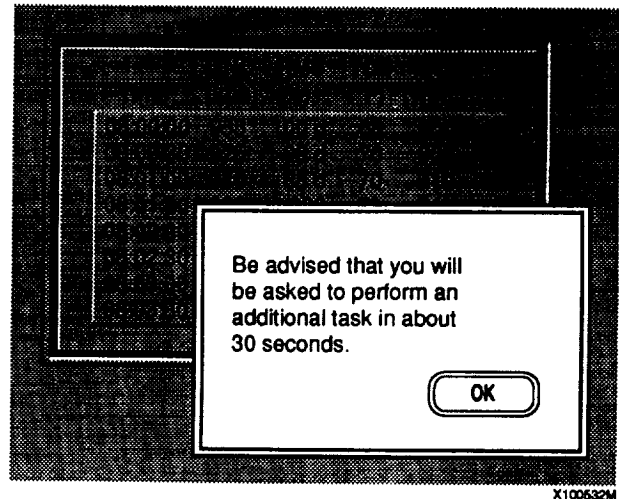 Be advised that you will
be asked to perform an
additional task in about
30 seconds.
OK
X100532M